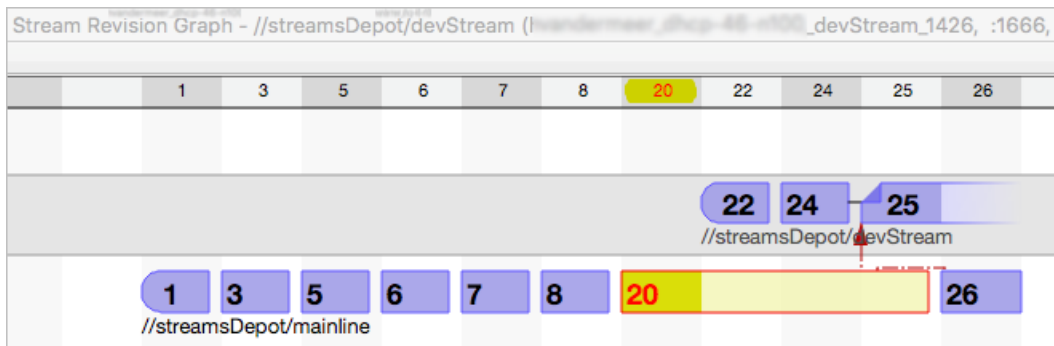 Stream Revision Graph - //streamsDepot/devStream (
_devStream_1426, :1666,
1 3 5 6 7 8 20 22 24 25 26
22 24 25
//streamsDepot/devStream
1 3 5 6 7 8 20 26
//streamsDepot/mainline